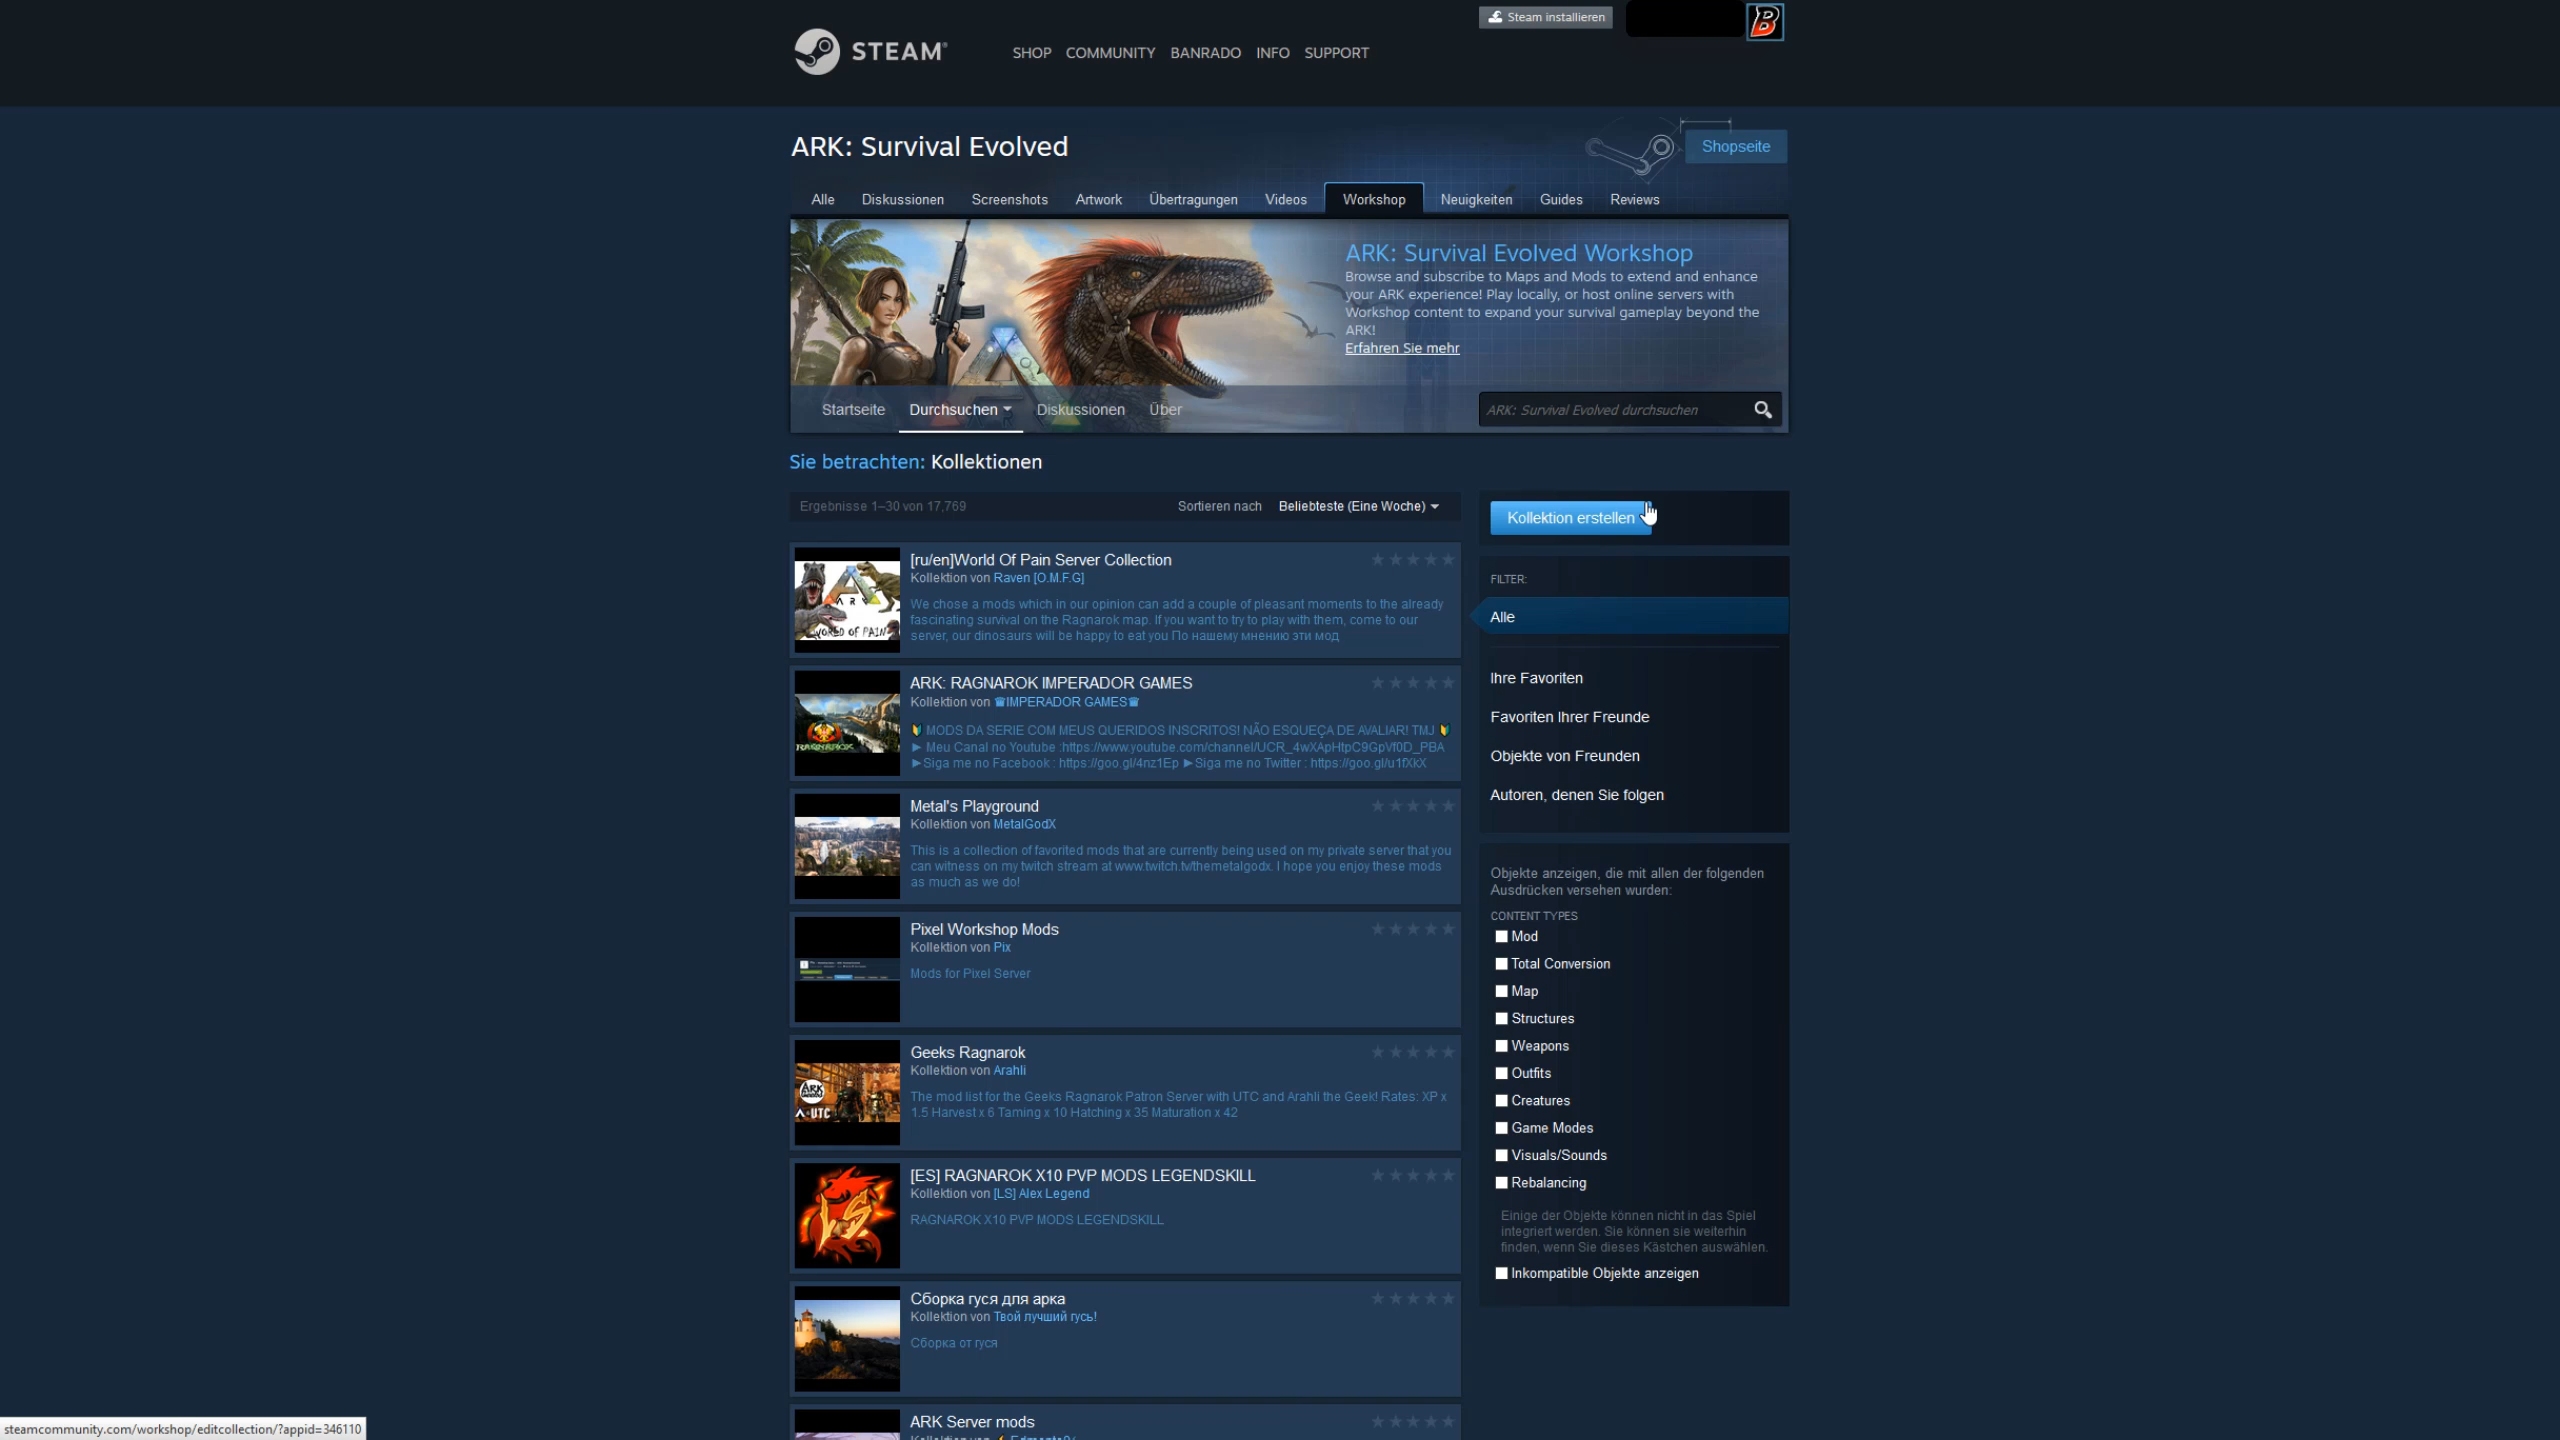 Steam installieren
STEAM®
SHOP COMMUNITY BANRADO INFO SUPPORT
ARK: Survival Evolved
Shopseite
Alle Diskussionen Screenshots Artwork Übertragungen Videos Workshop Neuigkeiten Guides Reviews
ARK: Survival Evolved Workshop
Browse and subscribe to Maps and Mods to extend and enhance
your ARK experience! Play locally, or host online servers with
Workshop content to expand your survival gameplay beyond the
ARK!
Erfahren Sie mehr
Startseite Durchsuchen Diskussionen Über
ARK: Survival Evolved durchsuchen
Sie betrachten: Kollektionen
Ergebnisse 1–30 von 17,769
Sortieren nach Beliebteste (Eine Woche)
[ru/en]World Of Pain Server Collection
Kollektion von Raven [O.M.F.G]
We chose a mods which in our opinion can add a couple of pleasant moments to the already
fascinating survival on the Ragnarok map. If you want to try to play with them, come to our
server, our dinosaurs will be happy to eat you По нашему мнению эти мод
ARK
WORLD OF PAIN
ARK: RAGNAROK IMPERADOR GAMES
Kollektion von ♛IMPERADOR GAMES♛
🔰 MODS DA SERIE COM MEUS QUERIDOS INSCRITOS! NÃO ESQUEÇA DE AVALIAR! TMJ 🔰
► Meu Canal no Youtube :https://www.youtube.com/channel/UCR_4wXApHtpC9GpVf0D_PBA
►Siga me no Facebook : https://goo.gl/4nz1Ep ►Siga me no Twitter : https://goo.gl/u1fXkX
RAGNAROK
Metal's Playground
Kollektion von MetalGodX
This is a collection of favorited mods that are currently being used on my private server that you
can witness on my twitch stream at www.twitch.tv/themetalgodx. I hope you enjoy these mods
as much as we do!
Pixel Workshop Mods
Kollektion von Pix
Mods for Pixel Server
Geeks Ragnarok
Kollektion von Arahli
The mod list for the Geeks Ragnarok Patron Server with UTC and Arahli the Geek! Rates: XP x
1.5 Harvest x 6 Taming x 10 Hatching x 35 Maturation x 42
ARK
UTC
[ES] RAGNAROK X10 PVP MODS LEGENDSKILL
Kollektion von [LS] Alex Legend
RAGNAROK X10 PVP MODS LEGENDSKILL
LS
Сборка гуся для арка
Kollektion von Твой лучший гусь!
Сборка от гуся
ARK Server mods
Kollektion erstellen
FILTER:
Alle
Ihre Favoriten
Favoriten Ihrer Freunde
Objekte von Freunden
Autoren, denen Sie folgen
Objekte anzeigen, die mit allen der folgenden
Ausdrücken versehen wurden:
CONTENT TYPES
Mod
Total Conversion
Map
Structures
Weapons
Outfits
Creatures
Game Modes
Visuals/Sounds
Rebalancing
Einige der Objekte können nicht in das Spiel
integriert werden. Sie können sie weiterhin
finden, wenn Sie dieses Kästchen auswählen.
Inkompatible Objekte anzeigen
steamcommunity.com/workshop/editcollection/?appid=346110